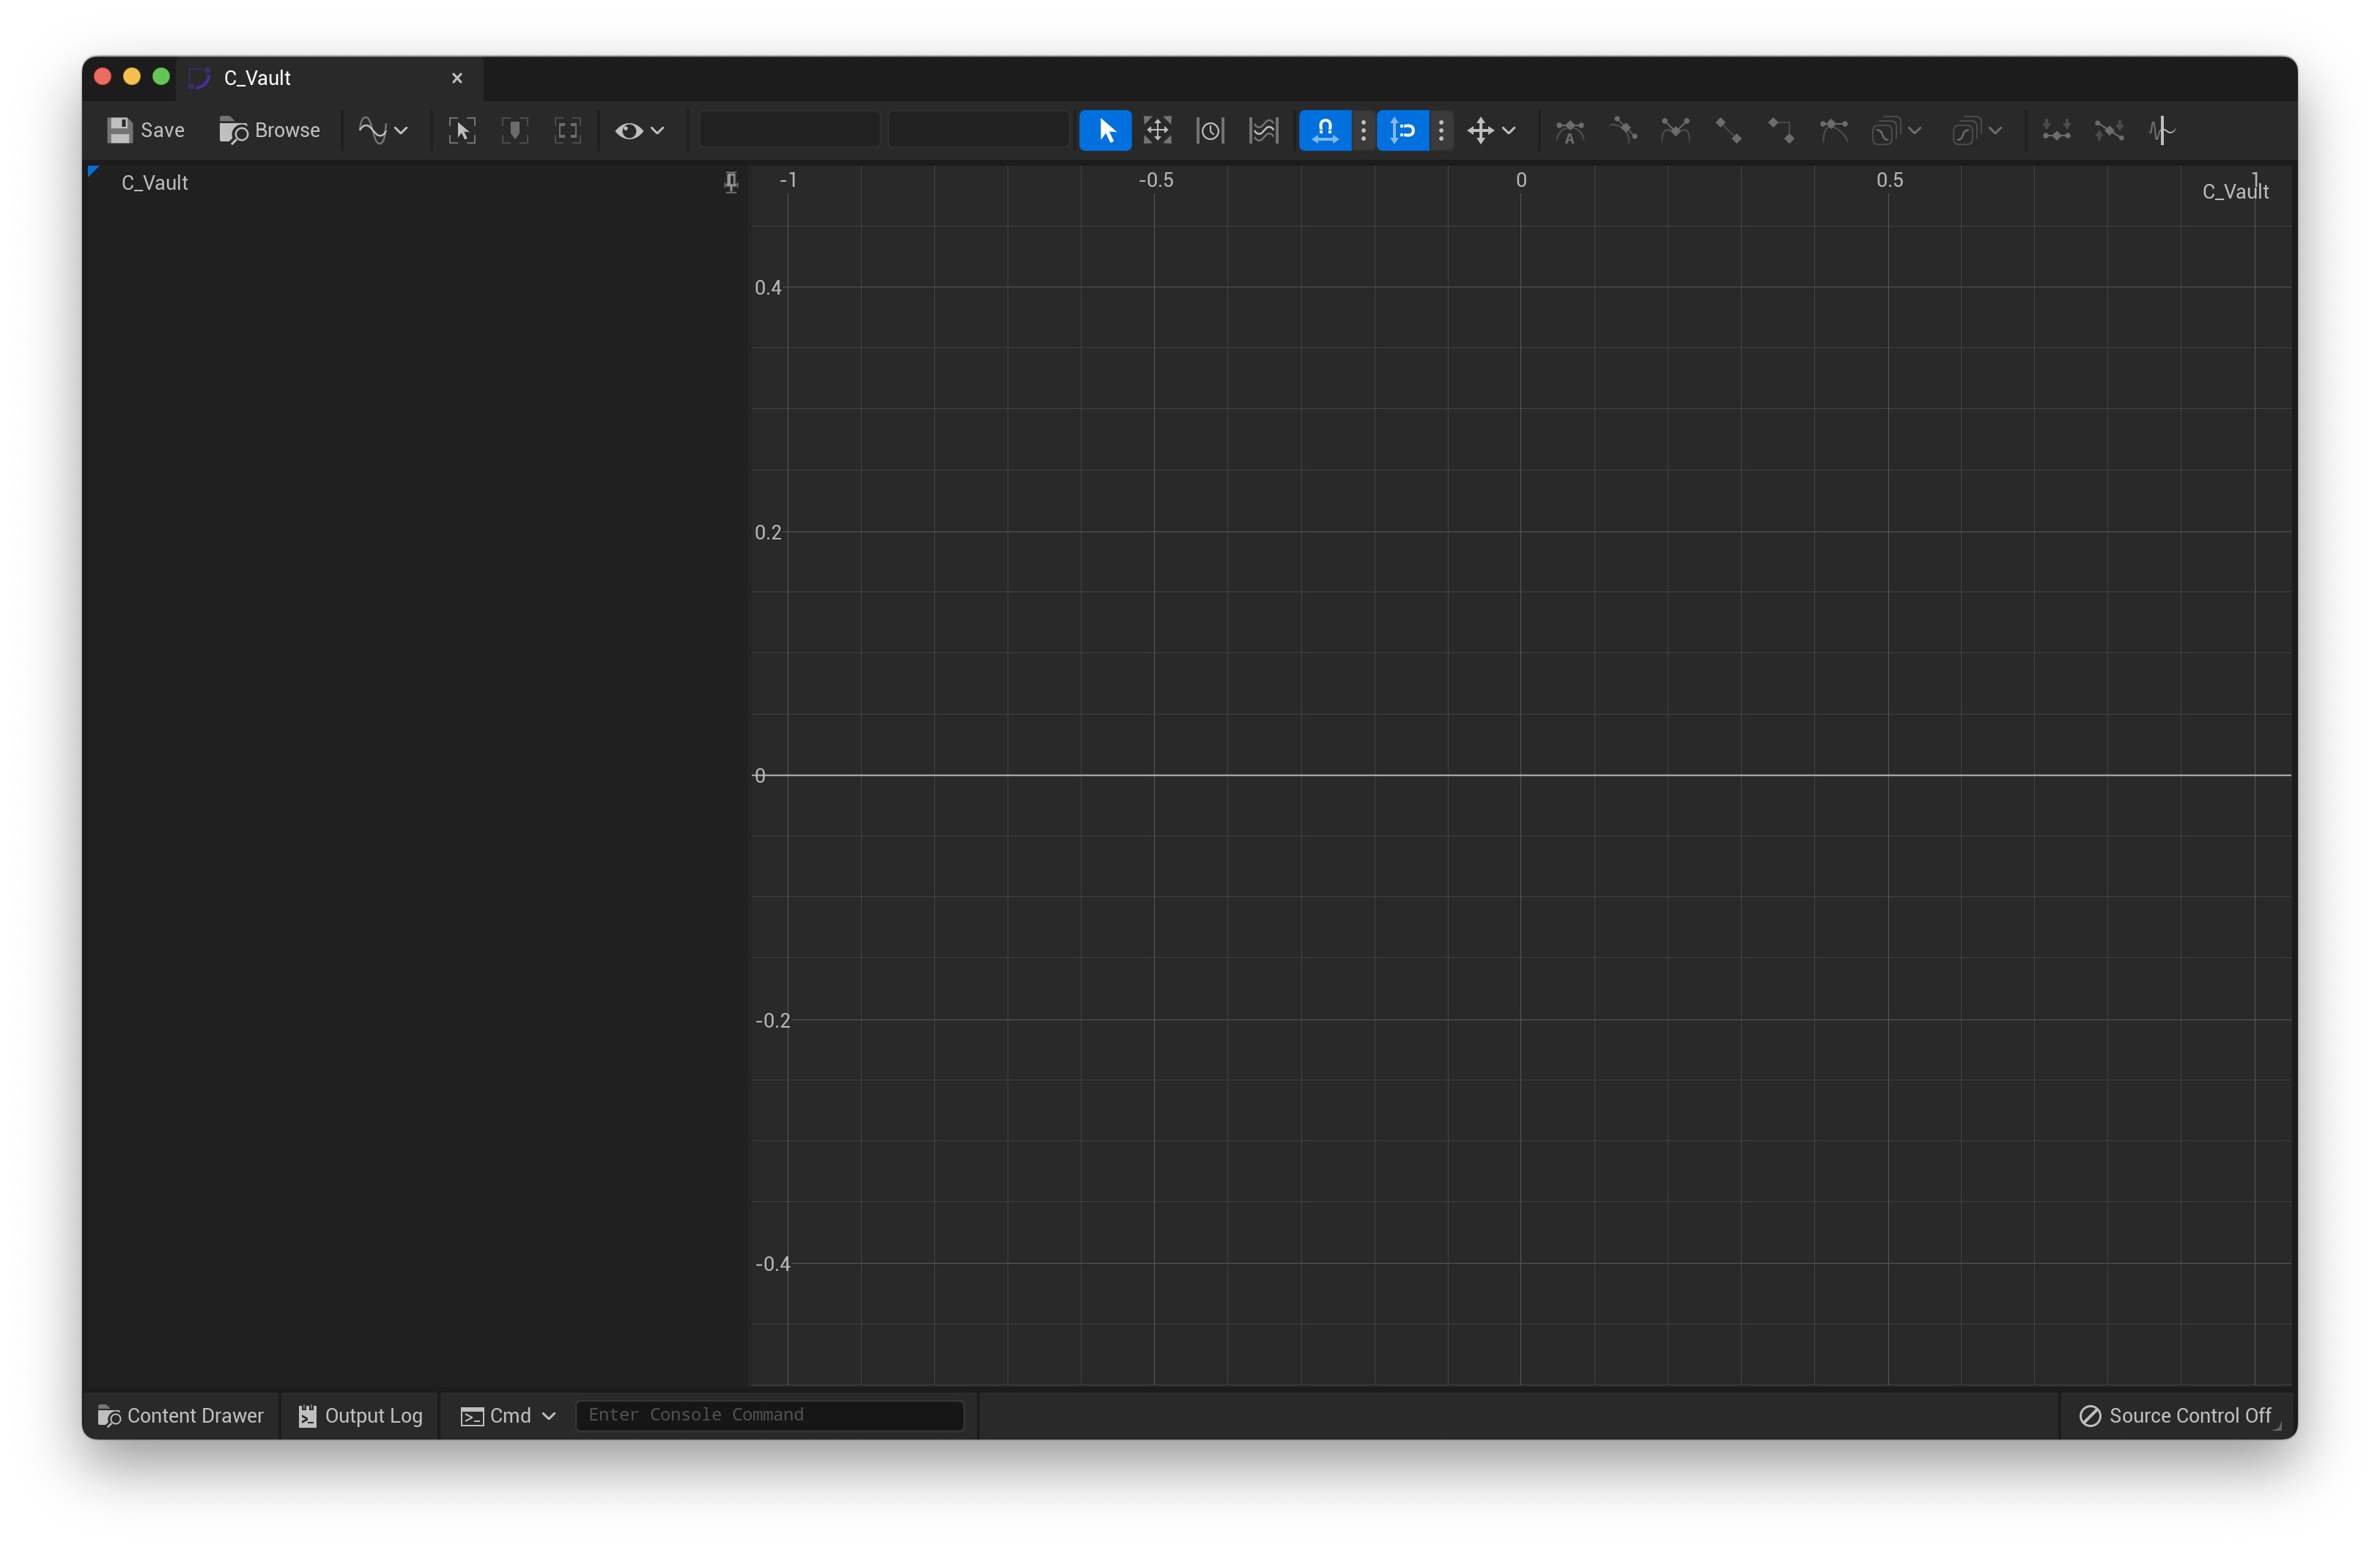 C_Vault
Save Browse
C_Vault
-1 -0.5 0 0.5 1
C_Vault
0.4
0.2
0
-0.2
-0.4
Content Drawer Output Log Cmd Enter Console Command Source Control Off